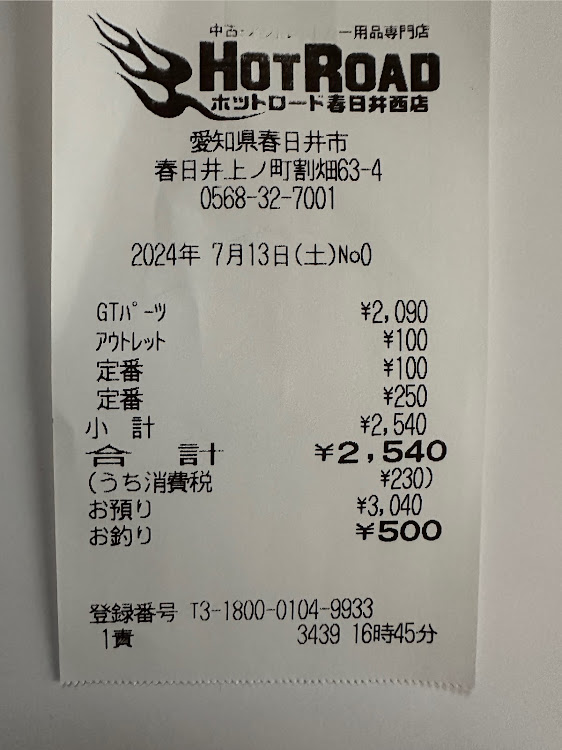 中古 一用品専門店
HOTROAD
ホットロード春日井西店
愛知県春日井市
春日井上ノ町割畑63-4
0568-32-7001
2024年 7月13日(土)No0
GTパーツ ¥2,090
アウトレット ¥100
定番 ¥100
定番 ¥250
小 計 ¥2,540
合 計 ¥2,540
(うち消費税 ¥230)
お預り ¥3,040
お釣り ¥500
登録番号 T3-1800-0104-9933
1責 3439 16時45分